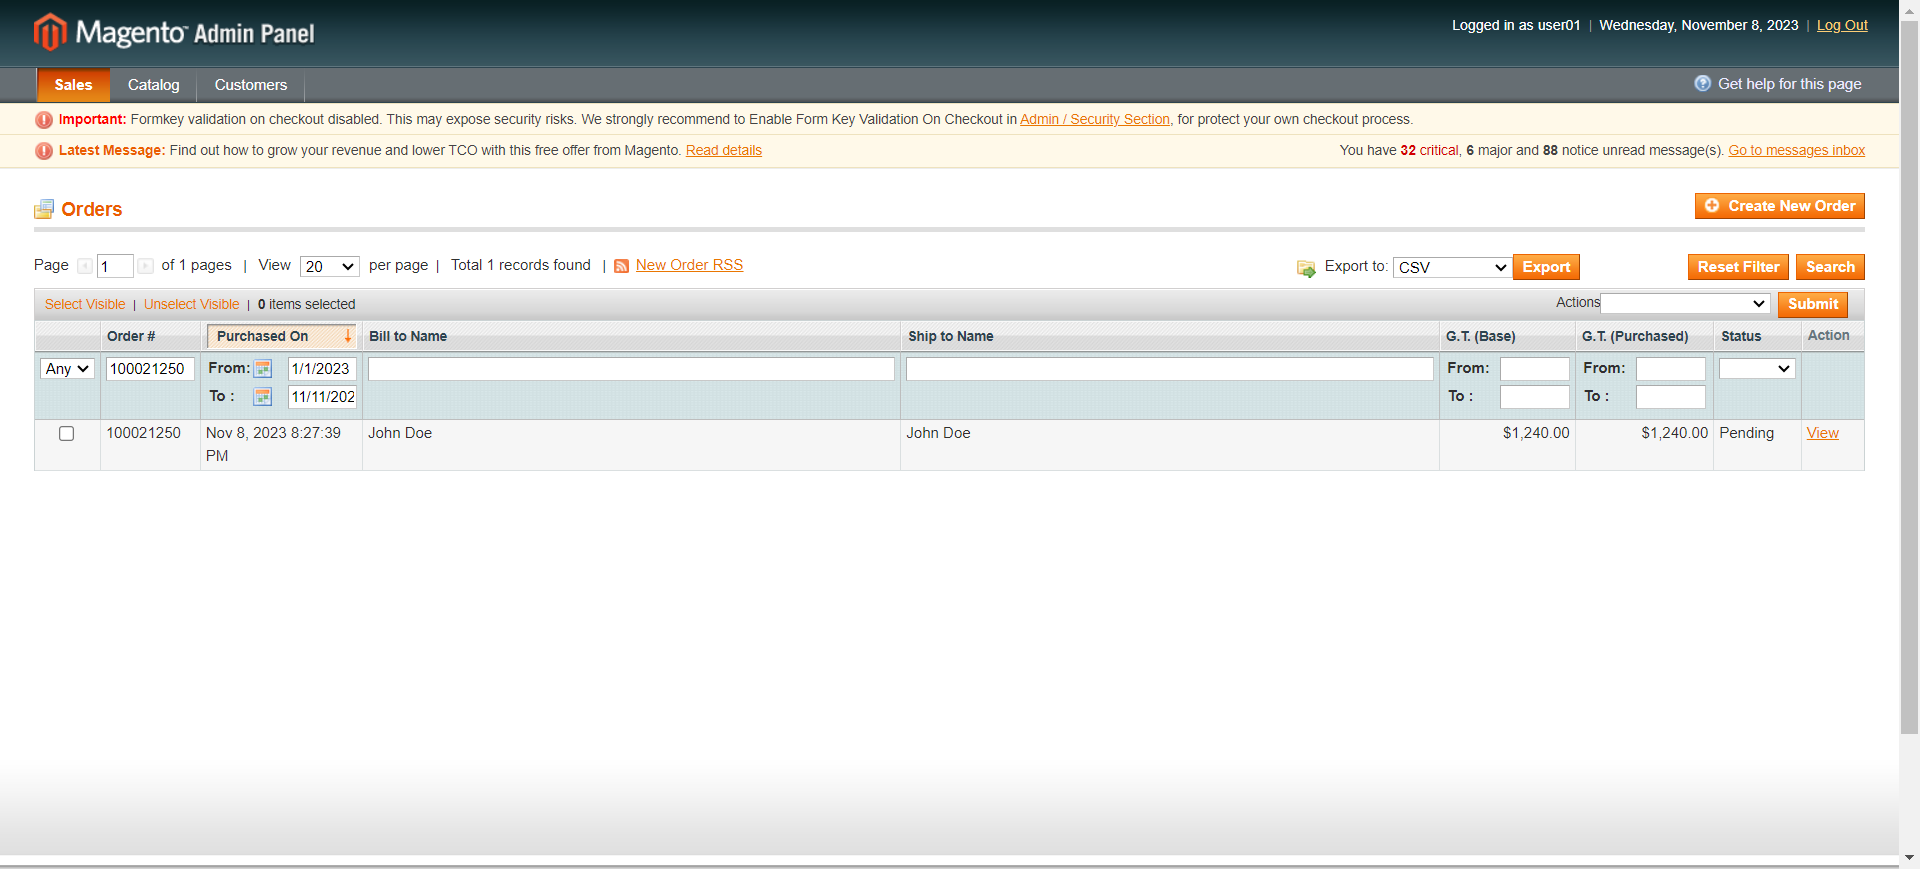 Magento™ Admin Panel
Logged in as user01 | Wednesday, November 8, 2023 | Log Out
Sales Catalog Customers
Get help for this page
Important: Formkey validation on checkout disabled. This may expose security risks. We strongly recommend to Enable Form Key Validation On Checkout in Admin / Security Section, for protect your own checkout process.
Latest Message: Find out how to grow your revenue and lower TCO with this free offer from Magento. Read details
You have 32 critical, 6 major and 88 notice unread message(s). Go to messages inbox
Orders
Create New Order
Page 1 of 1 pages | View 20 per page | Total 1 records found | New Order RSS
Export to: CSV Export Reset Filter Search
Select Visible | Unselect Visible | 0 items selected
Actions Submit
Order # Purchased On Bill to Name Ship to Name G.T. (Base) G.T. (Purchased) Status Action
Any 100021250 From: 1/1/2023 From: From:
To : 11/11/202 To : To :
100021250 Nov 8, 2023 8:27:39 John Doe John Doe $1,240.00 $1,240.00 Pending View
PM